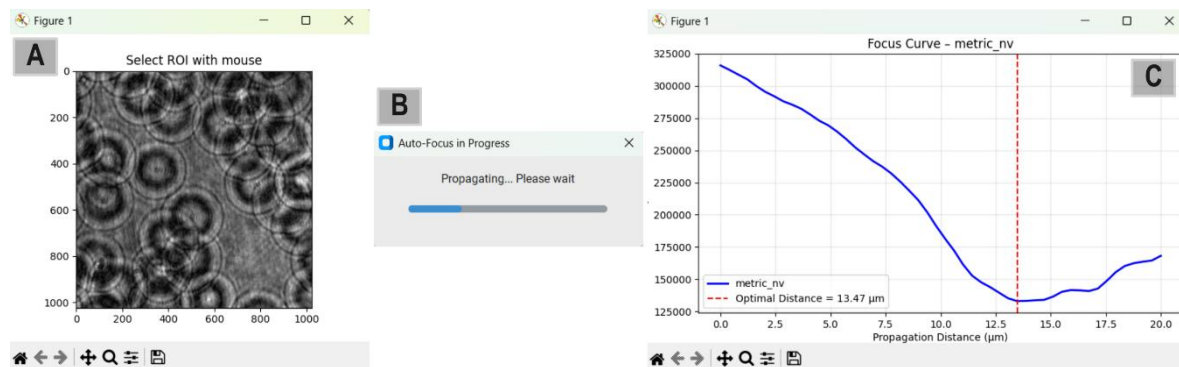 Figure 1
A
Select ROI with mouse
0
200
400
600
800
1000
0 200 400 600 800 1000
B
Auto-Focus in Progress
Propagating... Please wait
Figure 1
Focus Curve – metric_nv
C
325000
300000
275000
250000
225000
200000
175000
150000
125000
metric_nv
Optimal Distance = 13.47 µm
0.0 2.5 5.0 7.5 10.0 12.5 15.0 17.5 20.0
Propagation Distance (µm)